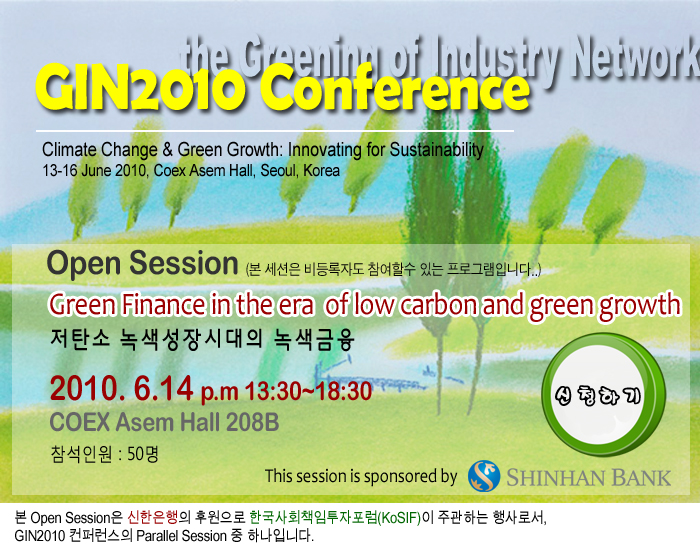 the Greening of Industry Network
GIN2010 Conference
Climate Change & Green Growth: Innovating for Sustainability
13-16 June 2010, Coex Asem Hall, Seoul, Korea
Open Session (본 세션은 비등록자도 참여할수 있는 프로그램입니다..)
Green Finance in the era of low carbon and green growth
저탄소 녹색성장시대의 녹색금융
2010. 6.14 p.m 13:30~18:30
신청하기
COEX Asem Hall 208B
참석인원 : 50명
This session is sponsored by SHINHAN BANK
본 Open Session은 신한은행의 후원으로 한국사회책임투자포럼(KoSIF)이 주관하는 행사로서,
GIN2010 컨퍼런스의 Parallel Session 중 하나입니다.